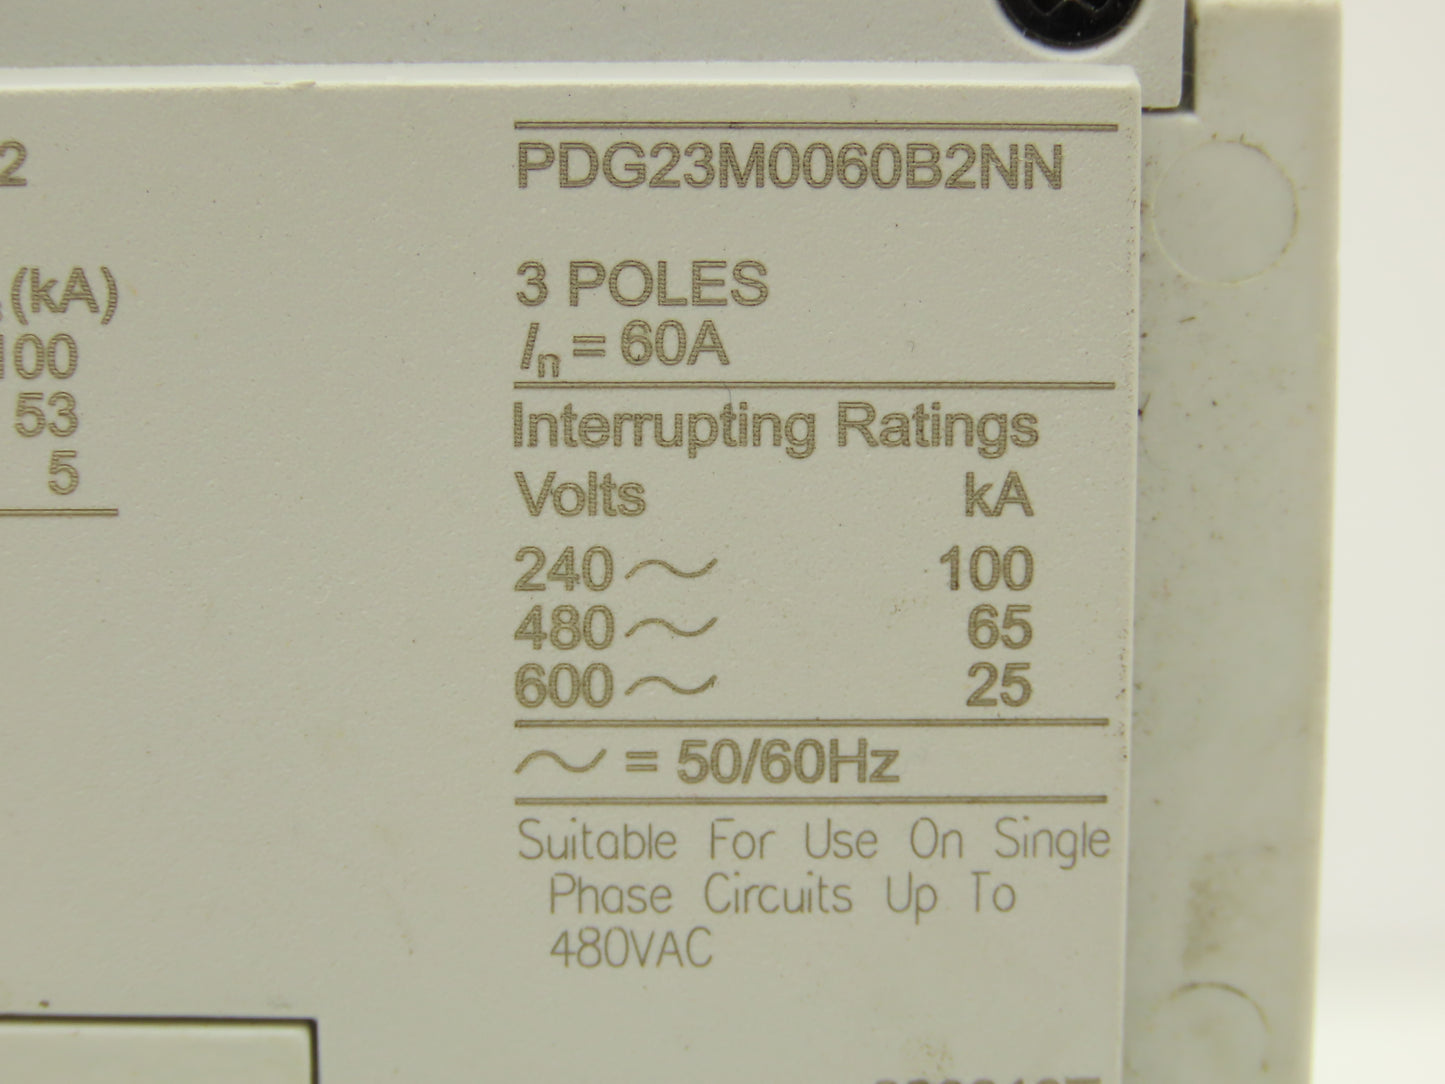 2
(kA)
100
53
5
PDG23M0060B2NN
3 POLES
In = 60A
Interrupting Ratings
Volts kA
240 ~ 100
480 ~ 65
600 ~ 25
~ = 50/60Hz
Suitable For Use On Single
Phase Circuits Up To
480VAC